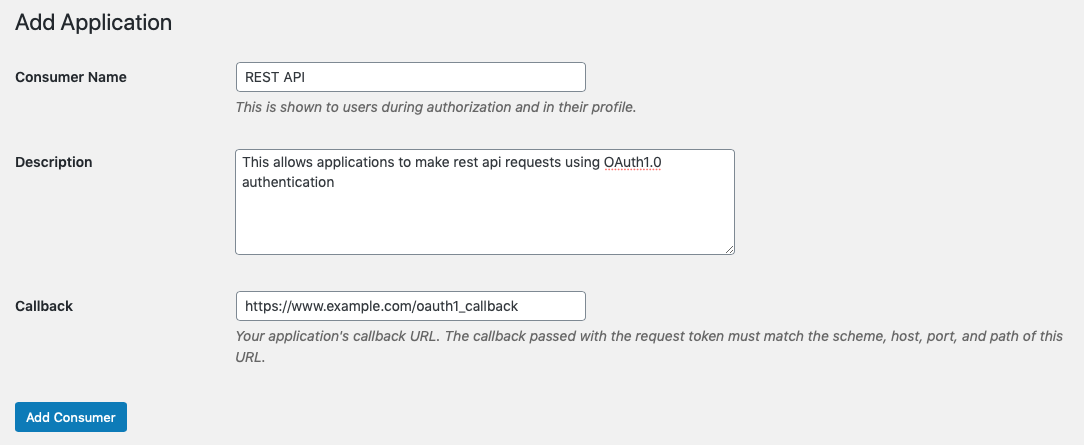 Add Application
Consumer Name
REST API
This is shown to users during authorization and in their profile.
Description
This allows applications to make rest api requests using OAuth1.0
authentication
Callback
https://www.example.com/oauth1_callback
Your application's callback URL. The callback passed with the request token must match the scheme, host, port, and path of this
URL.
Add Consumer